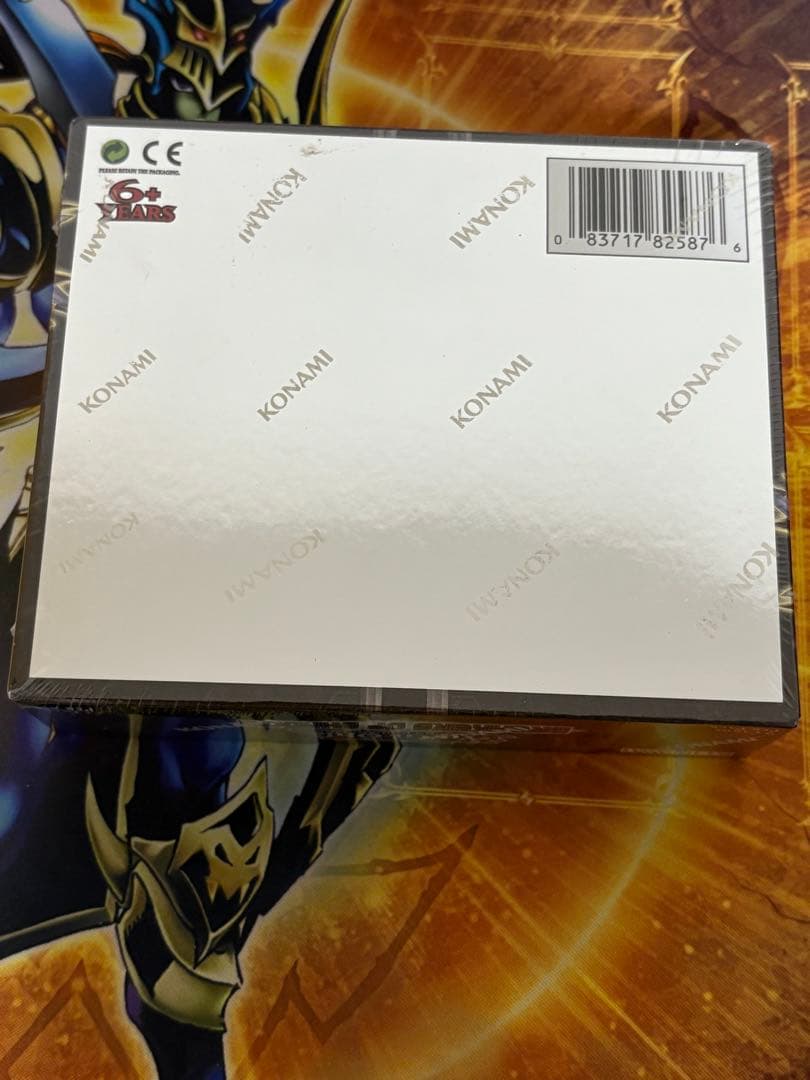 CE
PLEASE RETAIN THE PACKAGING.
6+
YEARS
0 83717 82587 6
KONAMI
KONAMI
KONAMI
KONAMI
KONAMI
KONAMI
KONAMI
KONAMI
KONAMI
KONAMI
KONAMI